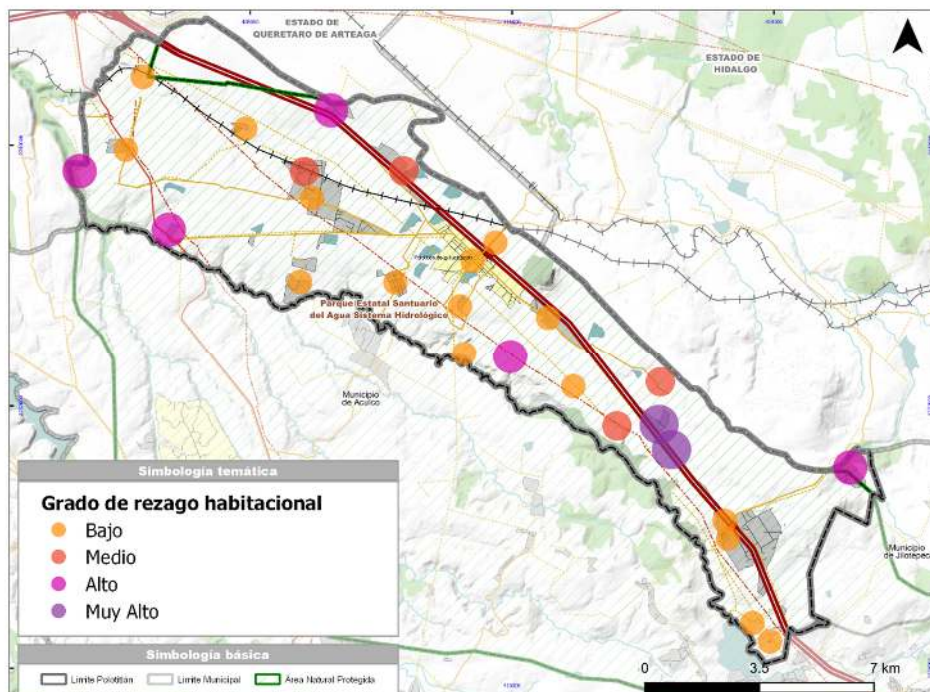 ESTADO DE
QUERETARO DE ARTEAGA
ESTADO DE
HIDALGO
Parque Estatal Santuario
del Agua Sistema Hidrológico
Municipio
de Aculco
Municipio
de Jilotepec
Simbología temática
Grado de rezago habitacional
Bajo
Medio
Alto
Muy Alto
Simbología básica
Limite Polotitlán
Limite Municipal
Área Natural Protegida
0
3.5
7 km